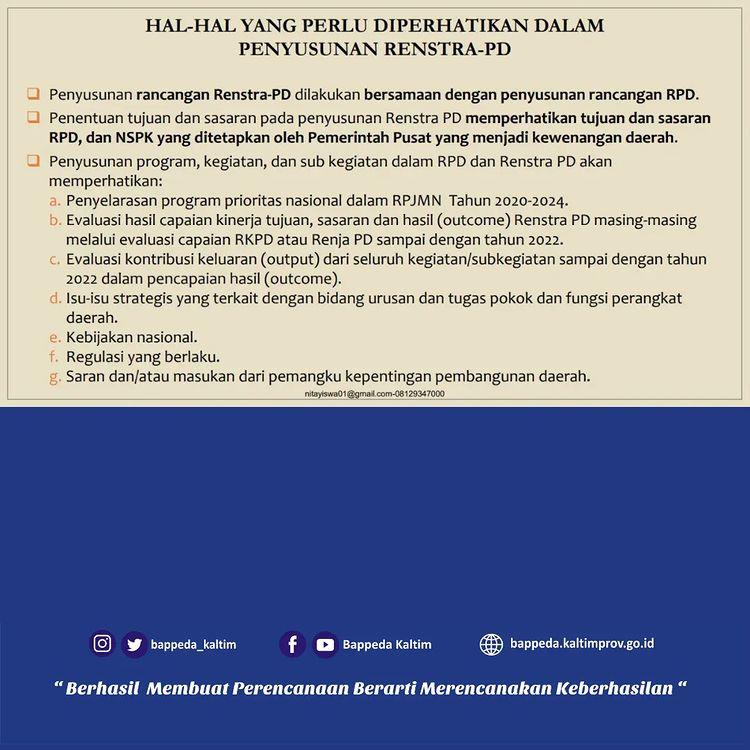 HAL-HAL YANG PERLU DIPERHATIKAN DALAM
PENYUSUNAN RENSTRA-PD
Penyusunan rancangan Renstra-PD dilakukan bersamaan dengan penyusunan rancangan RPD.
Penentuan tujuan dan sasaran pada penyusunan Renstra PD memperhatikan tujuan dan sasaran
RPD, dan NSPK yang ditetapkan oleh Pemerintah Pusat yang menjadi kewenangan daerah.
Penyusunan program, kegiatan, dan sub kegiatan dalam RPD dan Renstra PD akan
memperhatikan:
a. Penyelarasan program prioritas nasional dalam RPJMN Tahun 2020-2024.
b. Evaluasi hasil capaian kinerja tujuan, sasaran dan hasil (outcome) Renstra PD masing-masing
melalui evaluasi capaian RKPD atau Renja PD sampai dengan tahun 2022.
c. Evaluasi kontribusi keluaran (output) dari seluruh kegiatan/subkegiatan sampai dengan tahun
2022 dalam pencapaian hasil (outcome).
d. Isu-isu strategis yang terkait dengan bidang urusan dan tugas pokok dan fungsi perangkat
daerah.
e. Kebijakan nasional.
f. Regulasi yang berlaku.
g. Saran dan/atau masukan dari pemangku kepentingan pembangunan daerah.
nitayiswa01@gmail.com-08129347000
bappeda_kaltim Bappeda Kaltim bappeda.kaltimprov.go.id
“ Berhasil Membuat Perencanaan Berarti Merencanakan Keberhasilan “